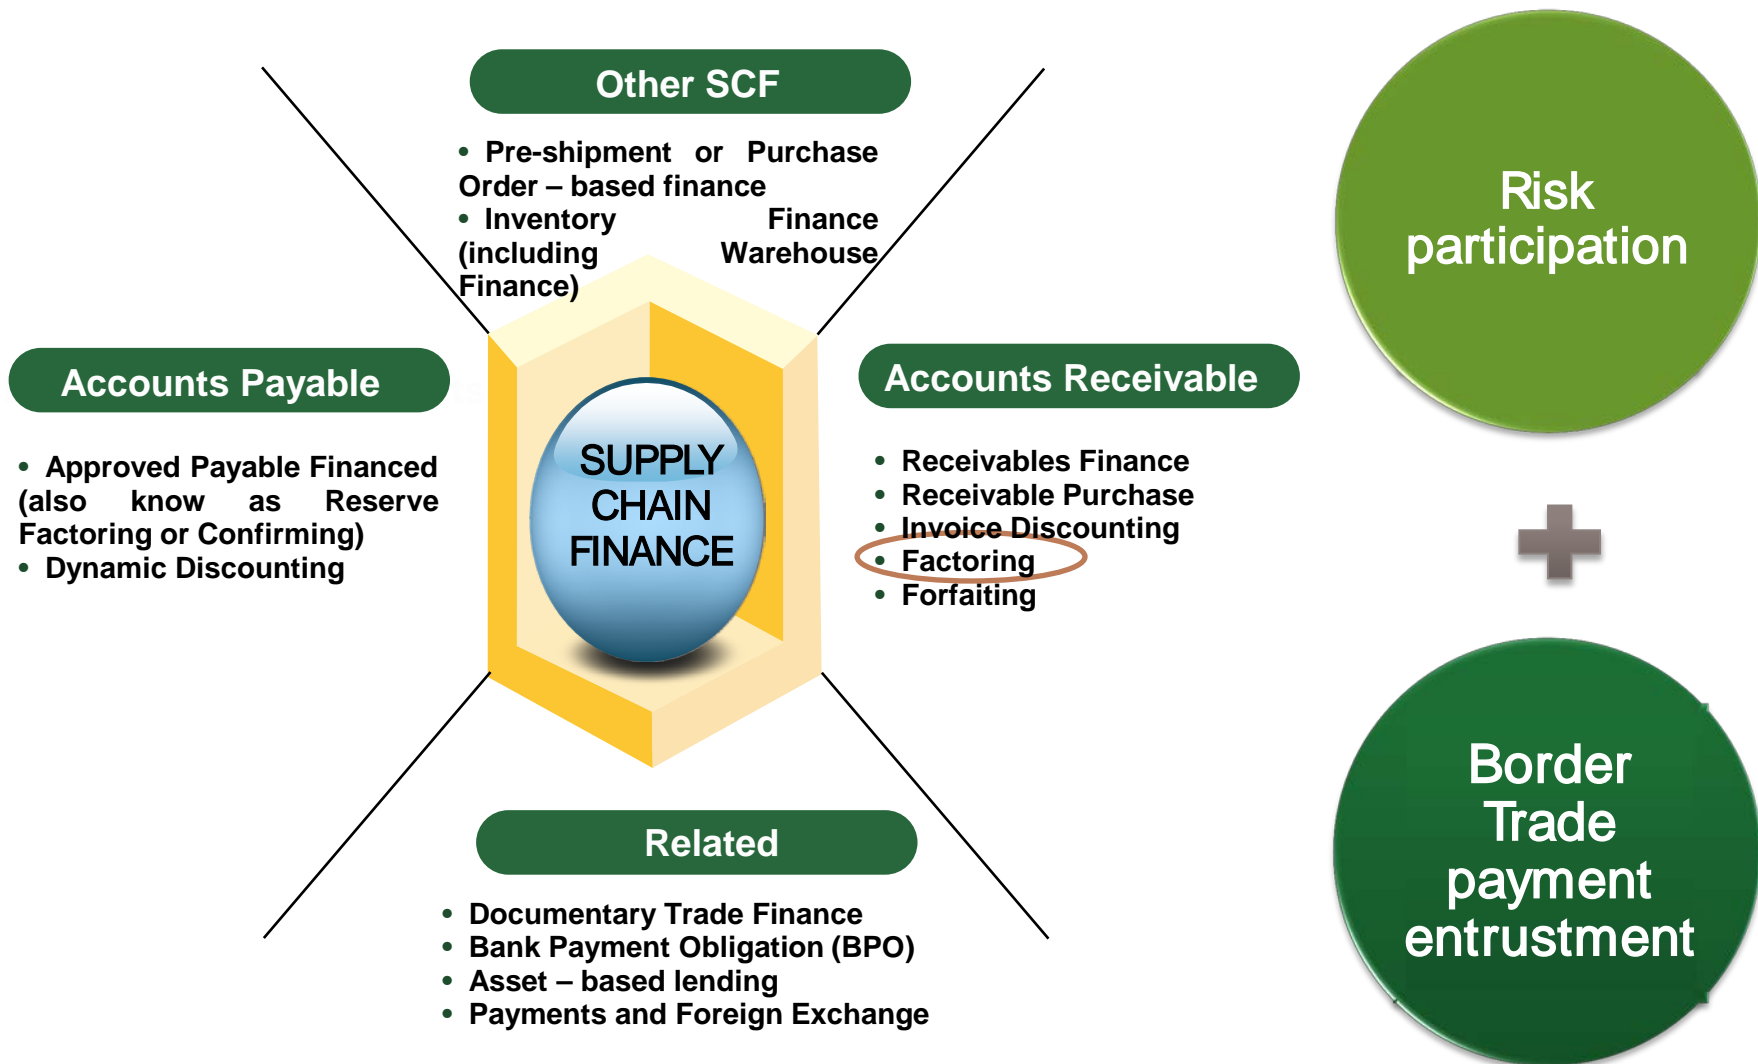 Other SCF
• Pre-shipment or Purchase
Order – based finance
• Inventory Finance
(including Warehouse
Finance)
Accounts Payable
• Approved Payable Financed
(also know as Reserve
Factoring or Confirming)
• Dynamic Discounting
SUPPLY
CHAIN
FINANCE
Accounts Receivable
• Receivables Finance
• Receivable Purchase
• Invoice Discounting
• Factoring
• Forfaiting
Related
• Documentary Trade Finance
• Bank Payment Obligation (BPO)
• Asset – based lending
• Payments and Foreign Exchange
Risk
participation
Border
Trade
payment
entrustment